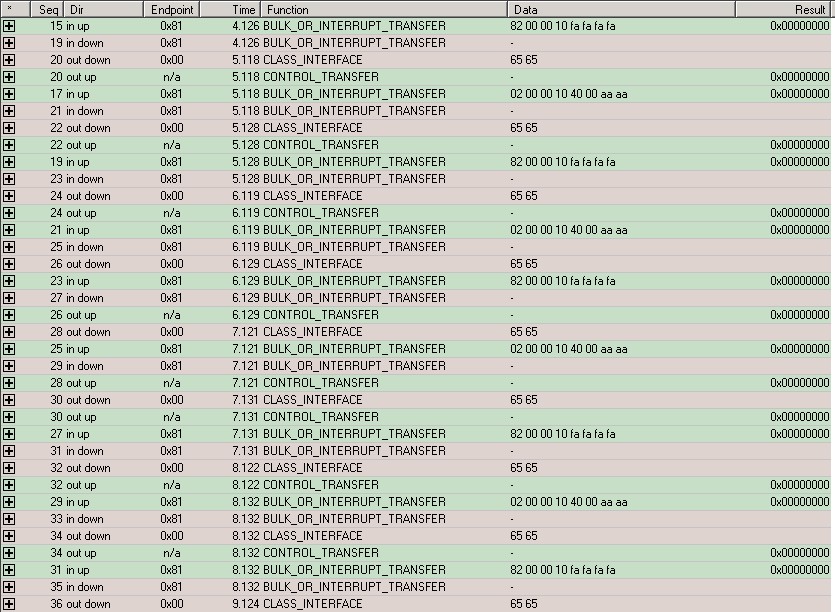 * Seq Dir Endpoint Time Function Data Result
15 in up 0x81 4.126 BULK_OR_INTERRUPT_TRANSFER 82 00 00 10 fa fa fa fa 0x00000000
19 in down 0x81 4.126 BULK_OR_INTERRUPT_TRANSFER -
20 out down 0x00 5.118 CLASS_INTERFACE 65 65
20 out up n/a 5.118 CONTROL_TRANSFER - 0x00000000
17 in up 0x81 5.118 BULK_OR_INTERRUPT_TRANSFER 02 00 00 10 40 00 aa aa 0x00000000
21 in down 0x81 5.118 BULK_OR_INTERRUPT_TRANSFER -
22 out down 0x00 5.128 CLASS_INTERFACE 65 65
22 out up n/a 5.128 CONTROL_TRANSFER - 0x00000000
19 in up 0x81 5.128 BULK_OR_INTERRUPT_TRANSFER 82 00 00 10 fa fa fa fa 0x00000000
23 in down 0x81 5.128 BULK_OR_INTERRUPT_TRANSFER -
24 out down 0x00 6.119 CLASS_INTERFACE 65 65
24 out up n/a 6.119 CONTROL_TRANSFER - 0x00000000
21 in up 0x81 6.119 BULK_OR_INTERRUPT_TRANSFER 02 00 00 10 40 00 aa aa 0x00000000
25 in down 0x81 6.119 BULK_OR_INTERRUPT_TRANSFER -
26 out down 0x00 6.129 CLASS_INTERFACE 65 65
23 in up 0x81 6.129 BULK_OR_INTERRUPT_TRANSFER 82 00 00 10 fa fa fa fa 0x00000000
27 in down 0x81 6.129 BULK_OR_INTERRUPT_TRANSFER -
26 out up n/a 6.129 CONTROL_TRANSFER - 0x00000000
28 out down 0x00 7.121 CLASS_INTERFACE 65 65
25 in up 0x81 7.121 BULK_OR_INTERRUPT_TRANSFER 02 00 00 10 40 00 aa aa 0x00000000
29 in down 0x81 7.121 BULK_OR_INTERRUPT_TRANSFER -
28 out up n/a 7.121 CONTROL_TRANSFER - 0x00000000
30 out down 0x00 7.131 CLASS_INTERFACE 65 65
30 out up n/a 7.131 CONTROL_TRANSFER - 0x00000000
27 in up 0x81 7.131 BULK_OR_INTERRUPT_TRANSFER 82 00 00 10 fa fa fa fa 0x00000000
31 in down 0x81 7.131 BULK_OR_INTERRUPT_TRANSFER -
32 out down 0x00 8.122 CLASS_INTERFACE 65 65
32 out up n/a 8.122 CONTROL_TRANSFER - 0x00000000
29 in up 0x81 8.132 BULK_OR_INTERRUPT_TRANSFER 02 00 00 10 40 00 aa aa 0x00000000
33 in down 0x81 8.132 BULK_OR_INTERRUPT_TRANSFER -
34 out down 0x00 8.132 CLASS_INTERFACE 65 65
34 out up n/a 8.132 CONTROL_TRANSFER - 0x00000000
31 in up 0x81 8.132 BULK_OR_INTERRUPT_TRANSFER 82 00 00 10 fa fa fa fa 0x00000000
35 in down 0x81 8.132 BULK_OR_INTERRUPT_TRANSFER -
36 out down 0x00 9.124 CLASS_INTERFACE 65 65